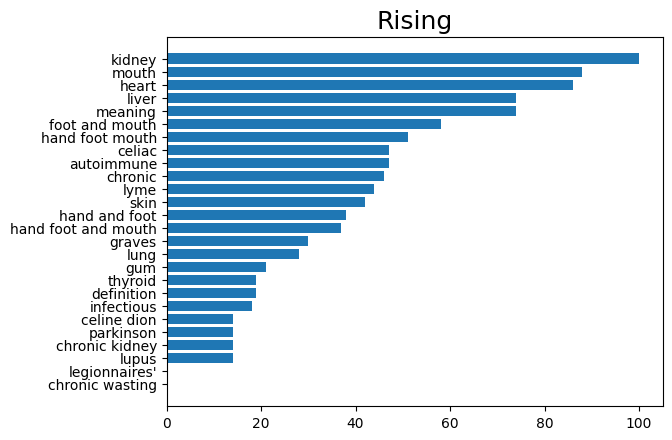 Rising
kidney
mouth
heart
liver
meaning
foot and mouth
hand foot mouth
celiac
autoimmune
chronic
lyme
skin
hand and foot
hand foot and mouth
graves
lung
gum
thyroid
definition
infectious
celine dion
parkinson
chronic kidney
lupus
legionnaires'
chronic wasting
0 20 40 60 80 100